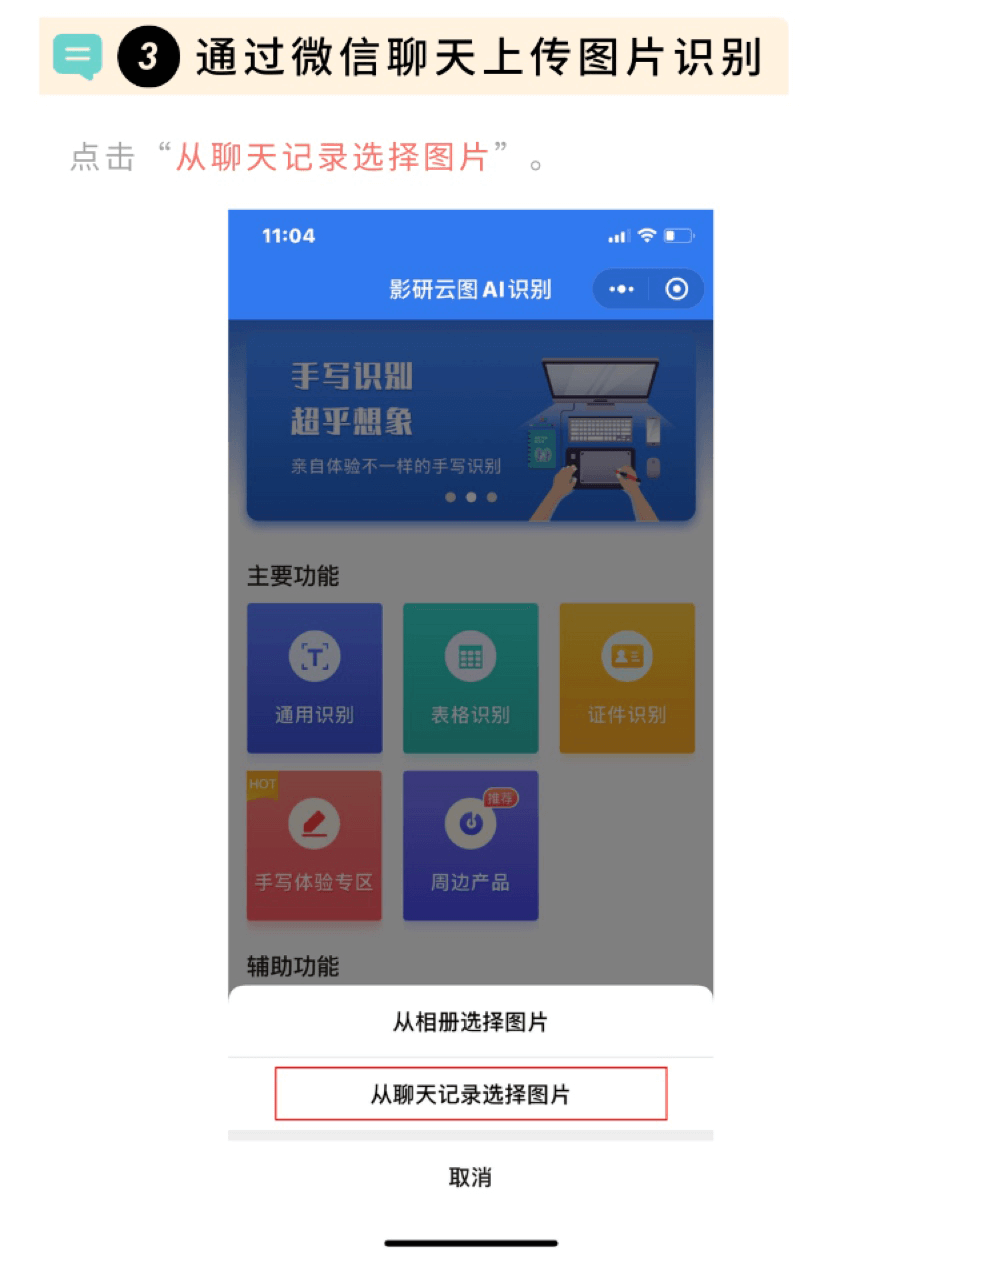 3 通过微信聊天上传图片识别
点击“从聊天记录选择图片”。
11:04
影研云图AI识别
手写识别
超乎想象
亲自体验不一样的手写识别
主要功能
通用识别 表格识别 证件识别
HOT
推荐
手写体验专区 周边产品
辅助功能
从相册选择图片
从聊天记录选择图片
取消